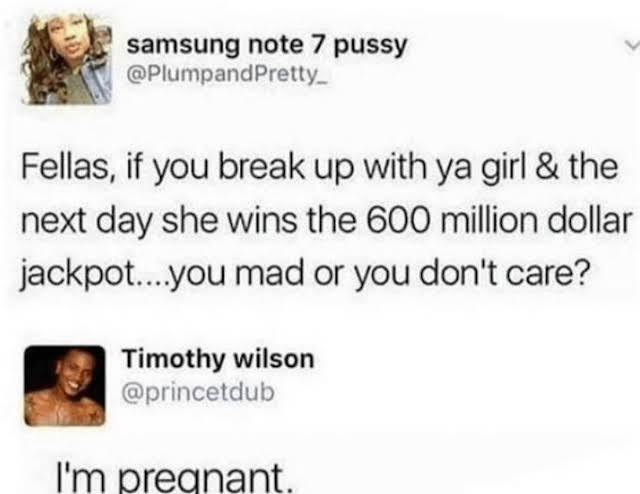 samsung note 7 pussy
@PlumpandPretty_
Fellas, if you break up with ya girl & the
next day she wins the 600 million dollar
jackpot....you mad or you don't care?
Timothy wilson
@princetdub
I'm pregnant.